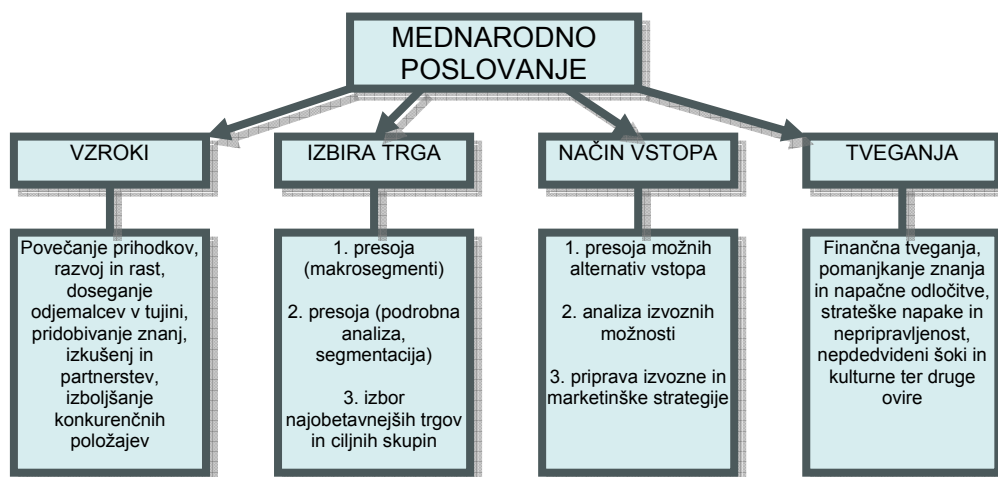 MEDNARODNO
POSLOVANJE
VZROKI
IZBIRA TRGA
NAČIN VSTOPA
TVEGANJA
Povečanje prihodkov,
razvoj in rast,
doseganje
odjemalcev v tujini,
pridobivanje znanj,
izkušenj in
partnerstev,
izboljšanje
konkurenčnih
položajev
1. presoja
(makrosegmenti)
2. presoja (podrobna
analiza,
segmentacija)
3. izbor
najobetavnejših trgov
in ciljnih skupin
1. presoja možnih
alternativ vstopa
2. analiza izvoznih
možnosti
3. priprava izvozne in
marketinške strategije
Finančna tveganja,
pomanjkanje znanja
in napačne odločitve,
strateške napake in
nepripravljenost,
nepdedvideni šoki in
kulturne ter druge
ovire